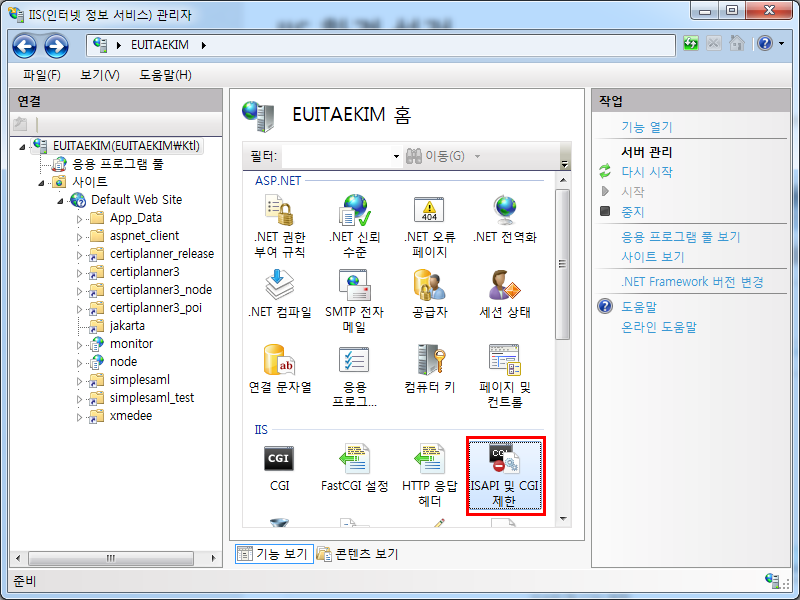 IIS(인터넷 정보 서비스) 관리자
EUITAEKIM
파일(F) 보기(V) 도움말(H)
연결
EUITAEKIM(EUITAEKIM₩Ktl)
응용 프로그램 풀
사이트
Default Web Site
App_Data
aspnet_client
certiplanner_release
certiplanner3
certiplanner3_node
certiplanner3_poi
jakarta
monitor
node
simplesaml
simplesaml_test
xmedee
EUITAEKIM 홈
필터: 이동(G)
ASP.NET
.NET 권한
부여 규칙
.NET 신뢰
수준
404
.NET 오류
페이지
.NET 전역화
.NET 컴파일
SMTP 전자
메일
공급자
세션 상태
ab
연결 문자열
응용
프로그...
컴퓨터 키
페이지 및
컨트롤
IIS
CGI
CGI
FastCGI 설정
HTTP 응답
헤더
ISAPI 및 CGI
제한
기능 보기 콘텐츠 보기
작업
기능 열기
서버 관리
다시 시작
시작
중지
응용 프로그램 풀 보기
사이트 보기
.NET Framework 버전 변경
도움말
온라인 도움말
준비